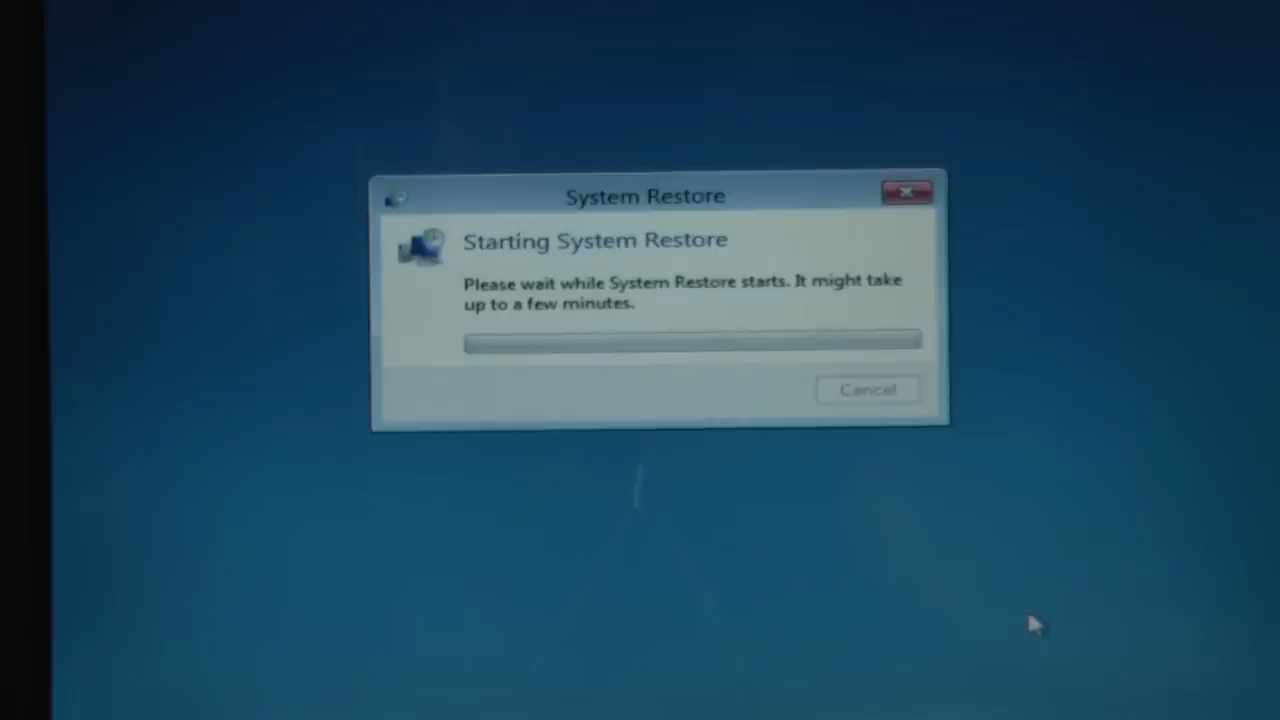 System Restore
Starting System Restore
Please wait while System Restore starts. It might take
up to a few minutes.
Cancel